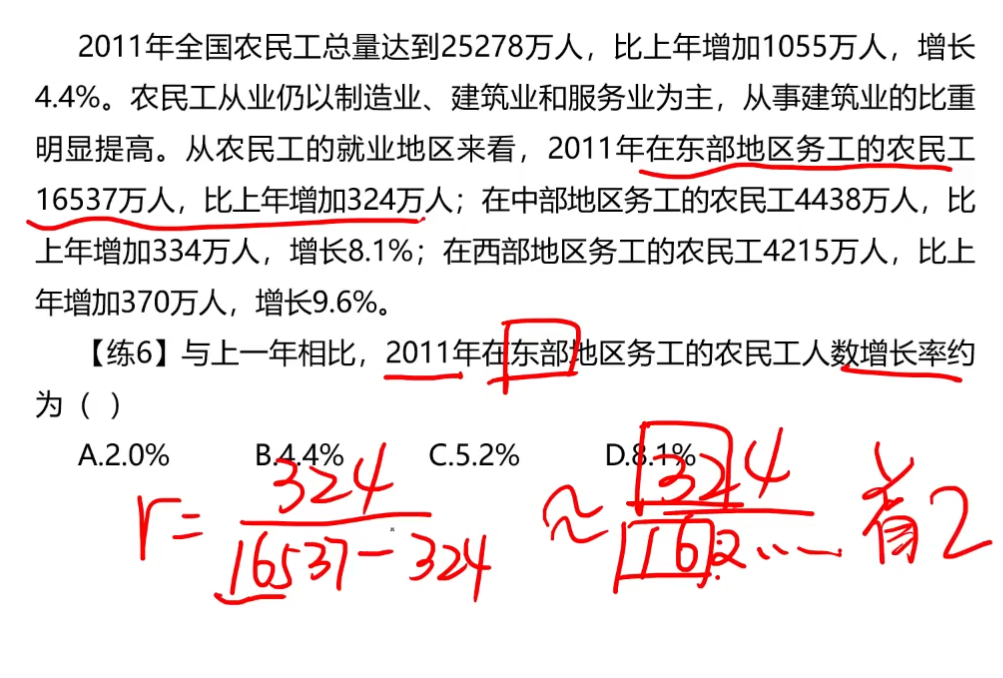 2011年全国农民工总量达到25278万人，比上年增加1055万人，增长
4.4%。农民工从业仍以制造业、建筑业和服务业为主，从事建筑业的比重
明显提高。从农民工的就业地区来看，2011年在东部地区务工的农民工
16537万人，比上年增加324万人；在中部地区务工的农民工4438万人，比
上年增加334万人，增长8.1%；在西部地区务工的农民工4215万人，比上
年增加370万人，增长9.6%。
【练6】与上一年相比，2011年在东部地区务工的农民工人数增长率约
为（ ）
A.2.0% B.4.4% C.5.2% D.8.1%
r= 324 ≈ 324 首2
16537-324 162......